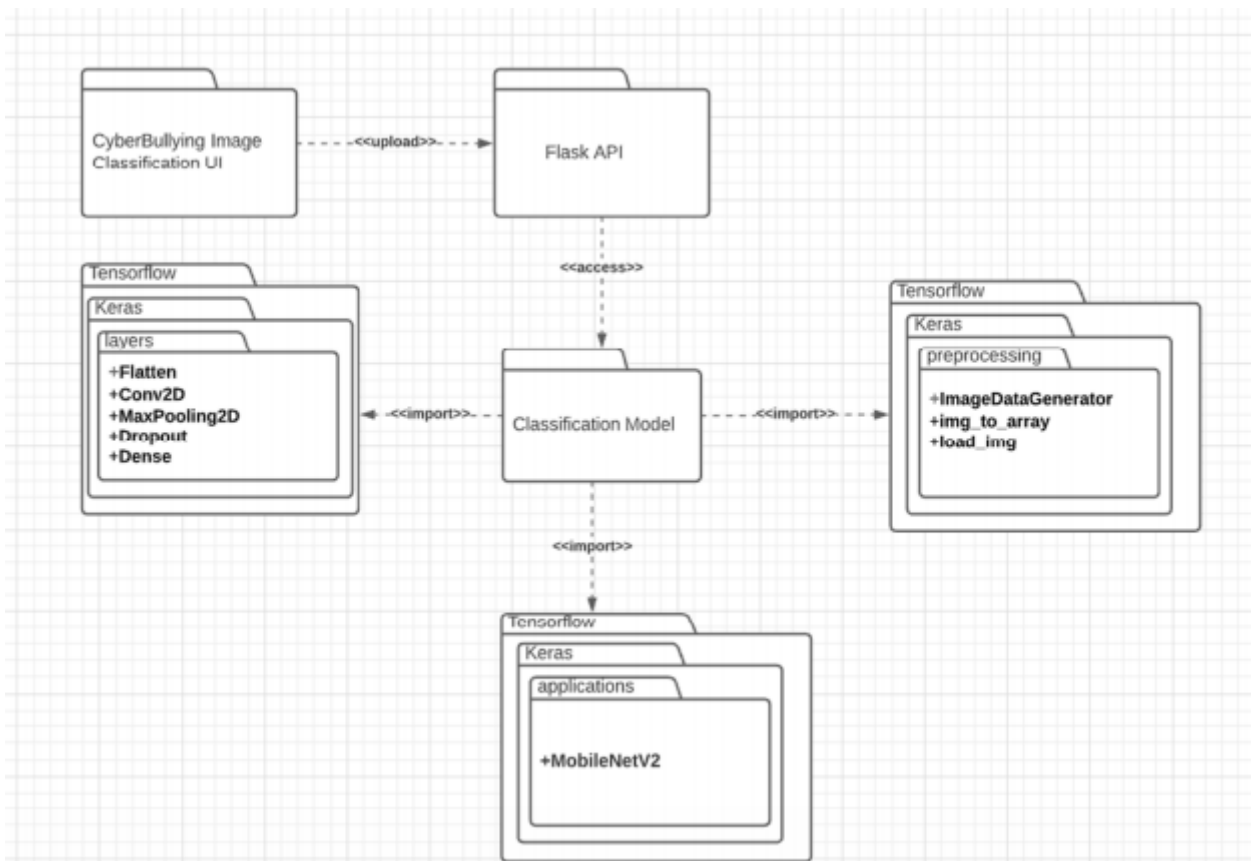 CyberBullying Image
Classification UI
<<upload>>
Flask API
<<access>>
Tensorflow
Keras
layers
+Flatten
+Conv2D
+MaxPooling2D
+Dropout
+Dense
<<import>>
Classification Model
<<import>>
Tensorflow
Keras
preprocessing
+ImageDataGenerator
+img_to_array
+load_img
<<import>>
Tensorflow
Keras
applications
+MobileNetV2